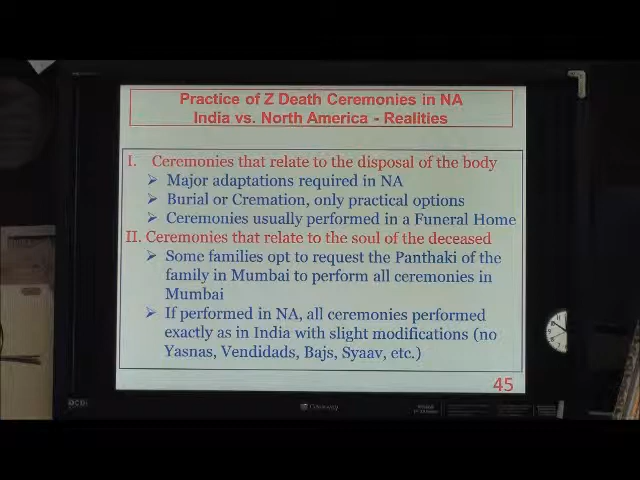 Practice of Z Death Ceremonies in NA
India vs. North America - Realities
I. Ceremonies that relate to the disposal of the body
➢ Major adaptations required in NA
➢ Burial or Cremation, only practical options
➢ Ceremonies usually performed in a Funeral Home
II. Ceremonies that relate to the soul of the deceased
➢ Some families opt to request the Panthaki of the
family in Mumbai to perform all ceremonies in
Mumbai
➢ If performed in NA, all ceremonies performed
exactly as in India with slight modifications (no
Yasnas, Vendidads, Bajs, Syaav, etc.)
45